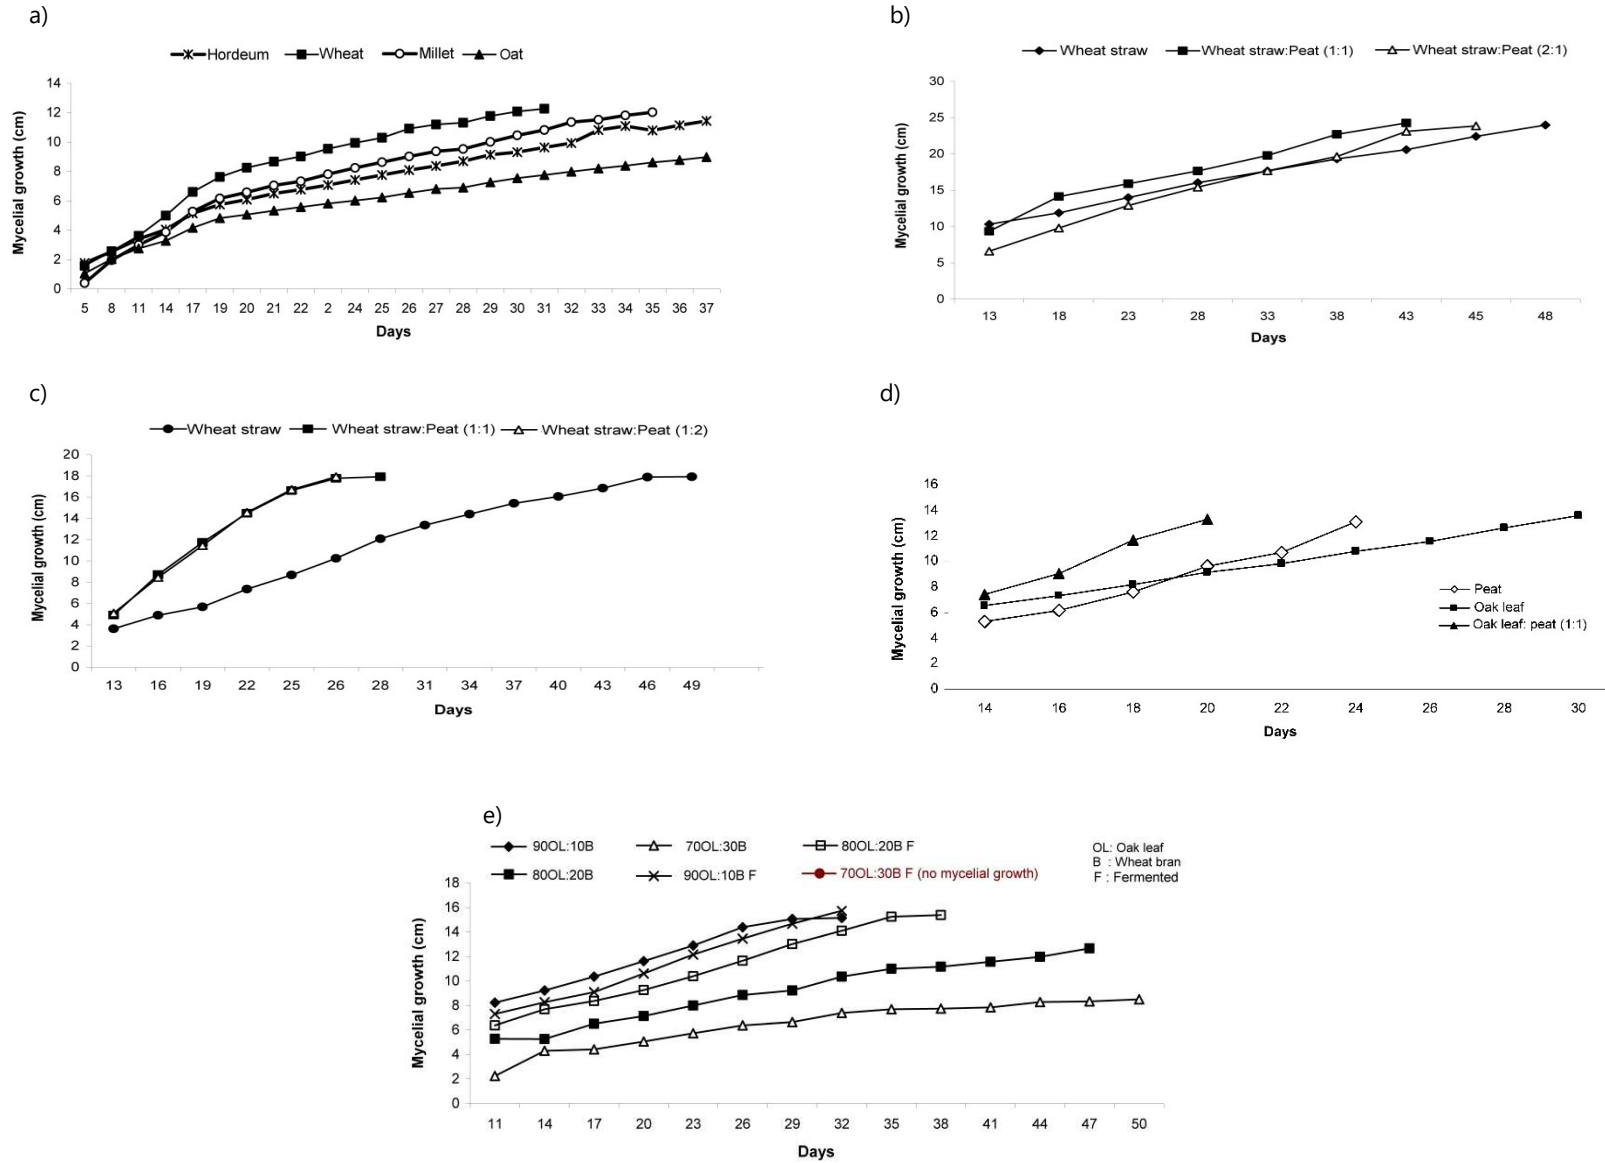 a)
Hordeum Wheat Millet Oat
Mycelial growth (cm)
14
12
10
8
6
4
2
0
5 8 11 14 17 19 20 21 22 2 24 25 26 27 28 29 30 31 32 33 34 35 36 37
Days
b)
Wheat straw Wheat straw:Peat (1:1) Wheat straw:Peat (2:1)
Mycelial growth (cm)
30
25
20
15
10
5
0
13 18 23 28 33 38 43 45 48
Days
c)
Wheat straw Wheat straw:Peat (1:1) Wheat straw:Peat (1:2)
Mycelial growth (cm)
20
18
16
14
12
10
8
6
4
2
0
13 16 19 22 25 26 28 31 34 37 40 43 46 49
Days
d)
Mycelial growth (cm)
16
14
12
10
8
6
4
2
0
Peat
Oak leaf
Oak leaf: peat (1:1)
14 16 18 20 22 24 26 28 30
Days
e)
90OL:10B 70OL:30B 80OL:20B F
80OL:20B 90OL:10B F 70OL:30B F (no mycelial growth)
OL: Oak leaf
B : Wheat bran
F : Fermented
Mycelial growth (cm)
18
16
14
12
10
8
6
4
2
0
11 14 17 20 23 26 29 32 35 38 41 44 47 50
Days